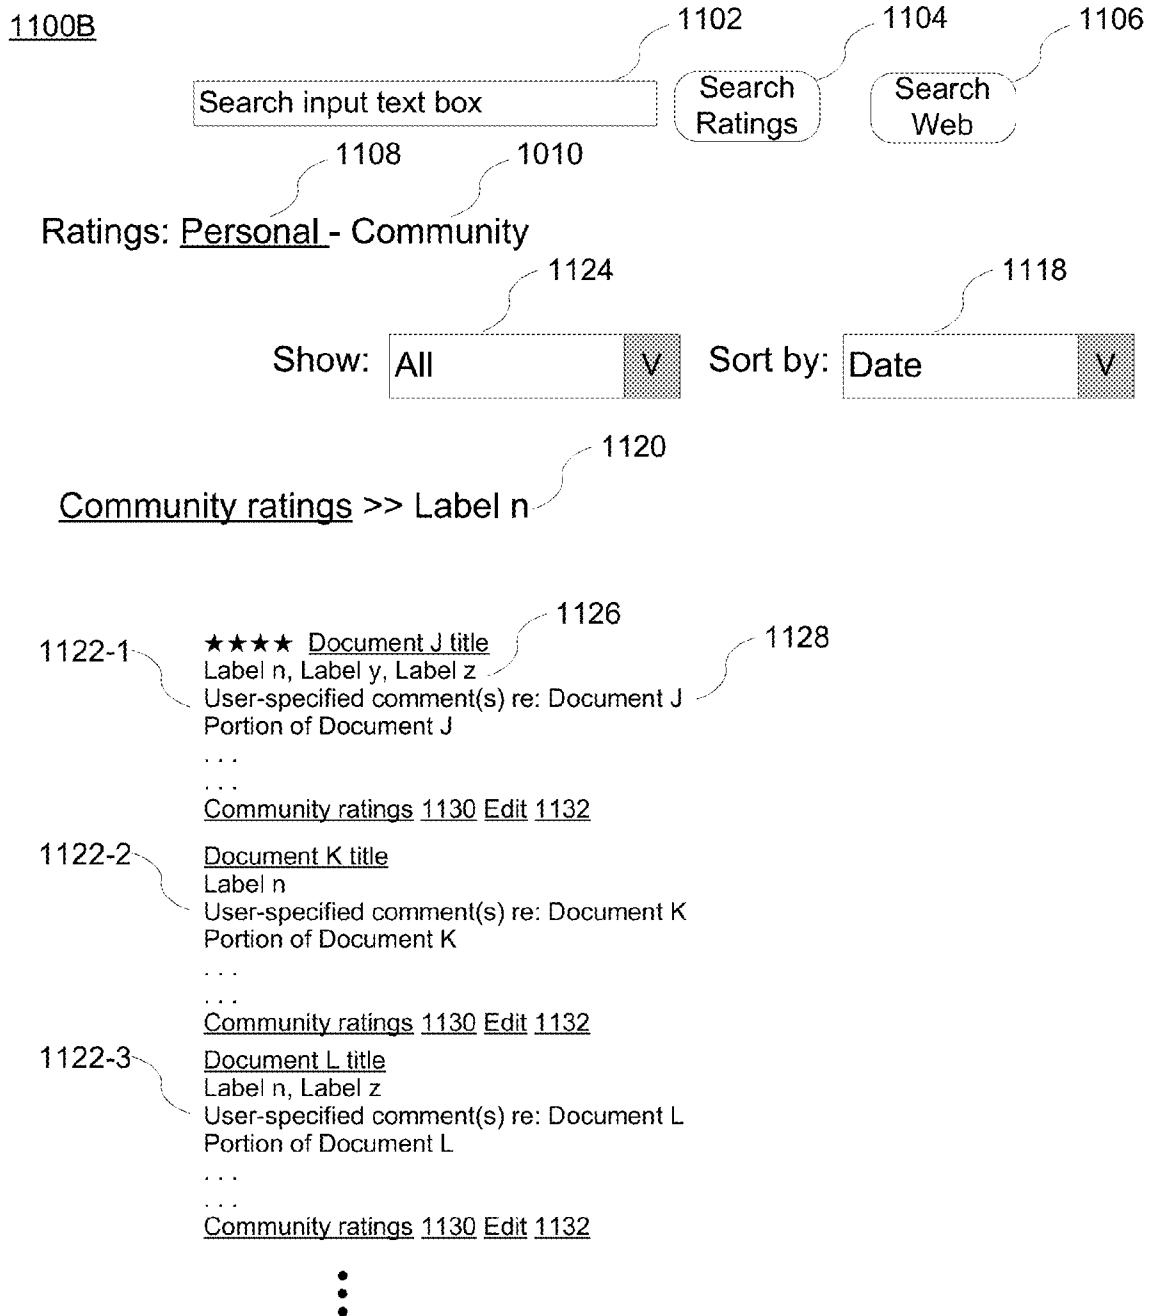 1100B
1102
1104
1106
Search input text box
Search
Ratings
Search
Web
1108
1010
Ratings: Personal - Community
1124
1118
Show: All V Sort by: Date V
1120
Community ratings >> Label n
1126
1128
1122-1
★★★★ Document J title
Label n, Label y, Label z
User-specified comment(s) re: Document J
Portion of Document J
. . .
. . .
Community ratings 1130 Edit 1132
1122-2
Document K title
Label n
User-specified comment(s) re: Document K
Portion of Document K
. . .
. . .
Community ratings 1130 Edit 1132
1122-3
Document L title
Label n, Label z
User-specified comment(s) re: Document L
Portion of Document L
. . .
. . .
Community ratings 1130 Edit 1132